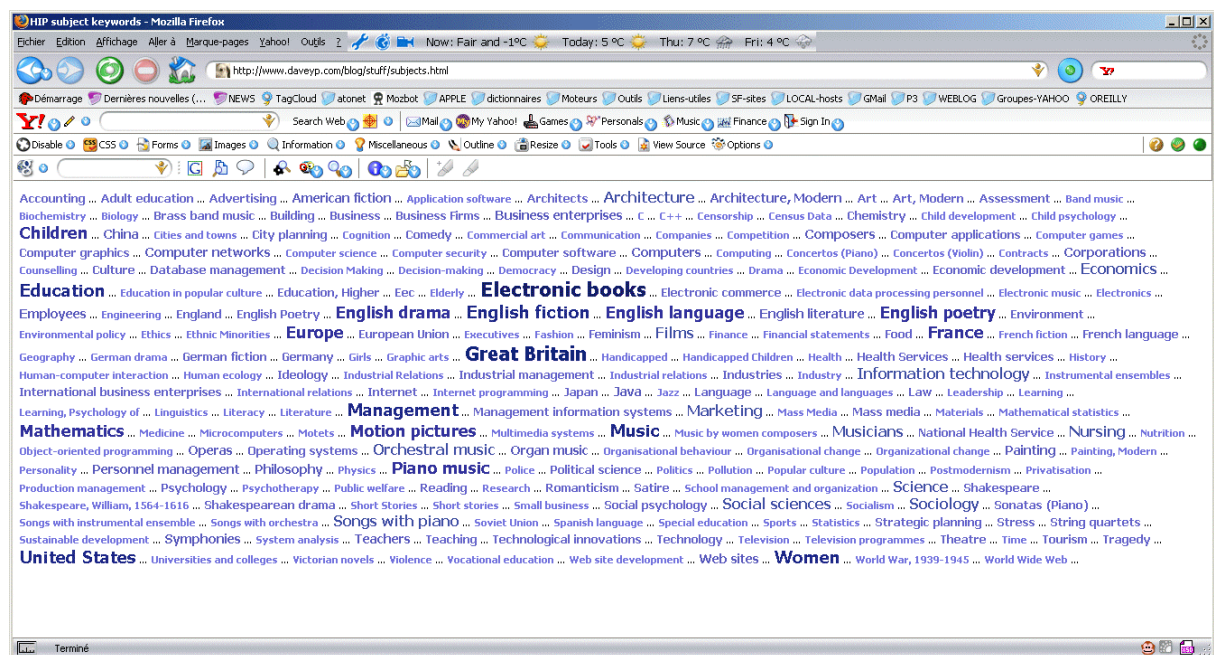 HIP subject keywords - Mozilla Firefox
Fichier Edition Affichage Aller à Marque-pages Yahoo! Outils ? Now: Fair and -1ºC Today: 5 ºC Thu: 7 ºC Fri: 4 ºC
http://www.daveyp.com/blog/stuff/subjects.html
Démarrage Dernières nouvelles (... NEWS TagCloud atonet Mozbot APPLE dictionnaires Moteurs Outils Liens-utiles SF-sites LOCAL-hosts GMail P3 WEBLOG Groupes-YAHOO OREILLY
Y! Search Web Mail My Yahoo! Games Personals Music Finance Sign In
Disable CSS Forms Images Information Miscellaneous Outline Resize Tools View Source Options
Accounting ... Adult education ... Advertising ... American fiction ... Application software ... Architects ... Architecture ... Architecture, Modern ... Art ... Art, Modern ... Assessment ... Band music ...
Biochemistry ... Biology ... Brass band music ... Building ... Business ... Business Firms ... Business enterprises ... C ... C++ ... Censorship ... Census Data ... Chemistry ... Child development ... Child psychology ...
Children ... China ... Cities and towns ... City planning ... Cognition ... Comedy ... Commercial art ... Communication ... Companies ... Competition ... Composers ... Computer applications ... Computer games ...
Computer graphics ... Computer networks ... Computer science ... Computer security ... Computer software ... Computers ... Computing ... Concertos (Piano) ... Concertos (Violin) ... Contracts ... Corporations ...
Counselling ... Culture ... Database management ... Decision Making ... Decision-making ... Democracy ... Design ... Developing countries ... Drama ... Economic Development ... Economic development ... Economics ...
Education ... Education in popular culture ... Education, Higher ... Eec ... Elderly ... Electronic books ... Electronic commerce ... Electronic data processing personnel ... Electronic music ... Electronics ...
Employees ... Engineering ... England ... English Poetry ... English drama ... English fiction ... English language ... English literature ... English poetry ... Environment ...
Environmental policy ... Ethics ... Ethnic Minorities ... Europe ... European Union ... Executives ... Fashion ... Feminism ... Films ... Finance ... Financial statements ... Food ... France ... French fiction ... French language ...
Geography ... German drama ... German fiction ... Germany ... Girls ... Graphic arts ... Great Britain ... Handicapped ... Handicapped Children ... Health ... Health Services ... Health services ... History ...
Human-computer interaction ... Human ecology ... Ideology ... Industrial Relations ... Industrial management ... Industrial relations ... Industries ... Industry ... Information technology ... Instrumental ensembles ...
International business enterprises ... International relations ... Internet ... Internet programming ... Japan ... Java ... Jazz ... Language ... Language and languages ... Law ... Leadership ... Learning ...
Learning, Psychology of ... Linguistics ... Literacy ... Literature ... Management ... Management information systems ... Marketing ... Mass Media ... Mass media ... Materials ... Mathematical statistics ...
Mathematics ... Medicine ... Microcomputers ... Motets ... Motion pictures ... Multimedia systems ... Music ... Music by women composers ... Musicians ... National Health Service ... Nursing ... Nutrition ...
Object-oriented programming ... Operas ... Operating systems ... Orchestral music ... Organ music ... Organisational behaviour ... Organisational change ... Organizational change ... Painting ... Painting, Modern ...
Personality ... Personnel management ... Philosophy ... Physics ... Piano music ... Police ... Political science ... Politics ... Pollution ... Popular culture ... Population ... Postmodernism ... Privatisation ...
Production management ... Psychology ... Psychotherapy ... Public welfare ... Reading ... Research ... Romanticism ... Satire ... School management and organization ... Science ... Shakespeare ...
Shakespeare, William, 1564-1616 ... Shakespearean drama ... Short Stories ... Short stories ... Small business ... Social psychology ... Social sciences ... Socialism ... Sociology ... Sonatas (Piano) ...
Songs with instrumental ensemble ... Songs with orchestra ... Songs with piano ... Soviet Union ... Spanish language ... Special education ... Sports ... Statistics ... Strategic planning ... Stress ... String quartets ...
Sustainable development ... Symphonies ... System analysis ... Teachers ... Teaching ... Technological innovations ... Technology ... Television ... Television programmes ... Theatre ... Time ... Tourism ... Tragedy ...
United States ... Universities and colleges ... Victorian novels ... Violence ... Vocational education ... Web site development ... Web sites ... Women ... World War, 1939-1945 ... World Wide Web ...
Terminé